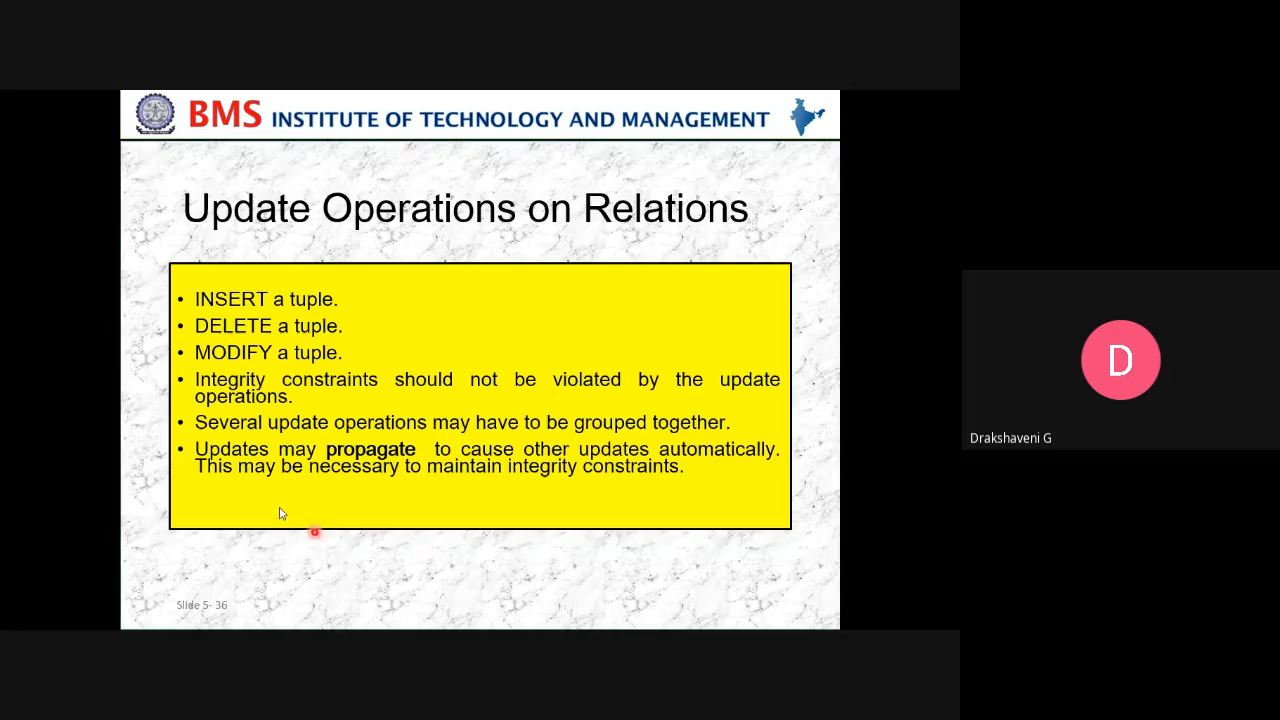 BMS INSTITUTE OF TECHNOLOGY AND MANAGEMENT
Update Operations on Relations
• INSERT a tuple.
• DELETE a tuple.
• MODIFY a tuple.
• Integrity constraints should not be violated by the update
operations.
• Several update operations may have to be grouped together.
• Updates may propagate to cause other updates automatically.
This may be necessary to maintain integrity constraints.
Slide 5- 36
D
Drakshaveni G